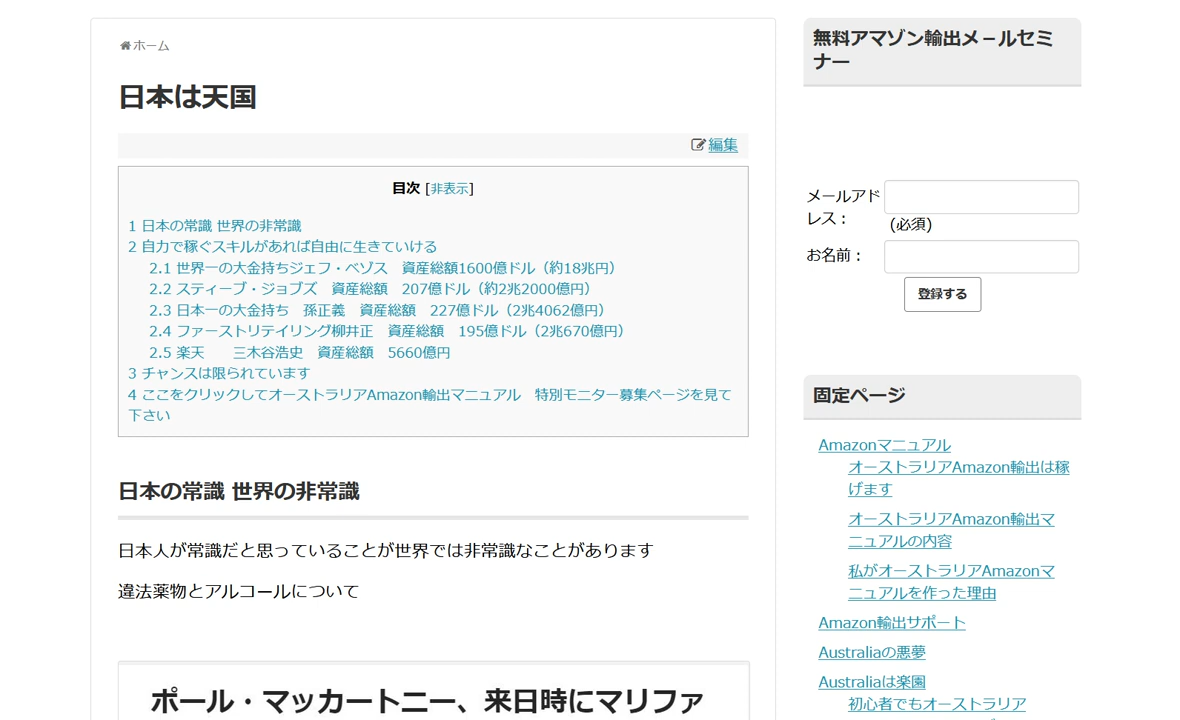 ホーム
日本は天国
編集
目次 [非表示]
1 日本の常識 世界の非常識
2 自力で稼ぐスキルがあれば自由に生きていける
2.1 世界一の大金持ちジェフ・ベゾス　資産総額1600億ドル（約18兆円）
2.2 スティーブ・ジョブズ　資産総額　207億ドル（約2兆2000億円）
2.3 日本一の大金持ち　孫正義　資産総額　227億ドル（2兆4062億円）
2.4 ファーストリテイリング柳井正　資産総額　195億ドル（2兆670億円）
2.5 楽天　　三木谷浩史　資産総額　5660億円
3 チャンスは限られています
4 ここをクリックしてオーストラリアAmazon輸出マニュアル　特別モニター募集ページを見て
下さい
日本の常識 世界の非常識
日本人が常識だと思っていることが世界では非常識なことがあります
違法薬物とアルコールについて
ポール・マッカートニー、来日時にマリファ
無料アマゾン輸出メールセミ
ナー
メールアド
レス：
(必須)
お名前：
登録する
固定ページ
Amazonマニュアル
オーストラリアAmazon輸出は稼
げます
オーストラリアAmazon輸出マ
ニュアルの内容
私がオーストラリアAmazonマ
ニュアルを作った理由
Amazon輸出サポート
Australiaの悪夢
Australiaは楽園
初心者でもオーストラリア